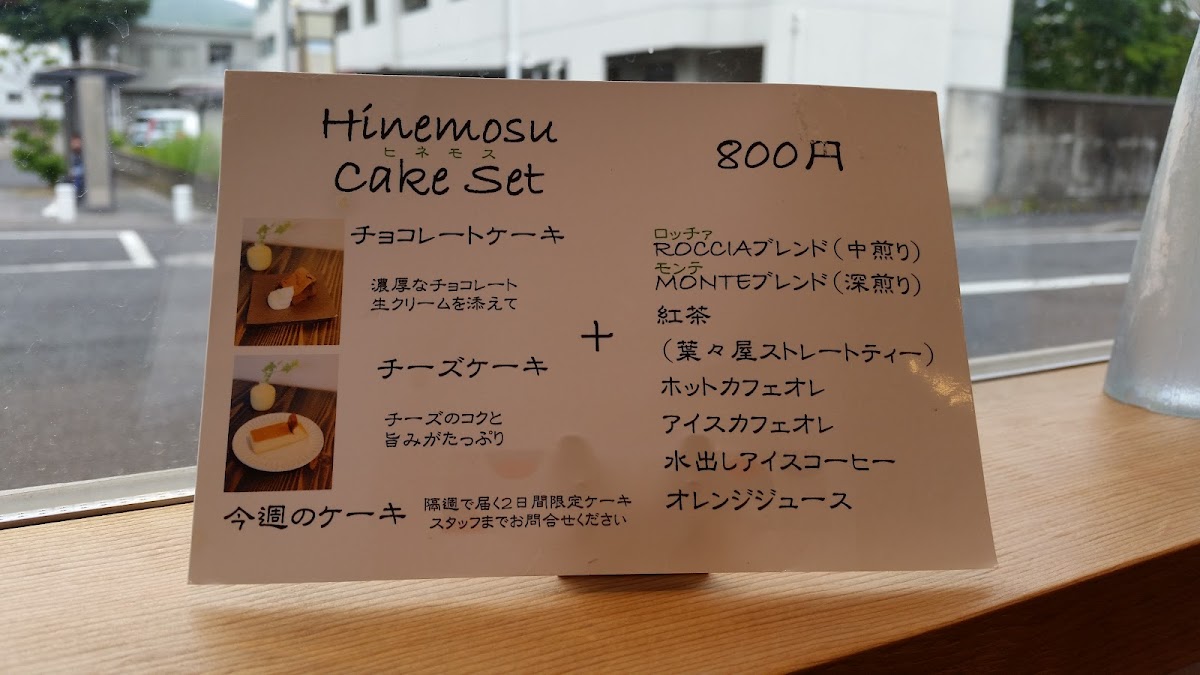 Hinemosu
ヒネモス
Cake Set
800円
チョコレートケーキ
濃厚なチョコレート
生クリームを添えて
チーズケーキ
チーズのコクと
旨みがたっぷり
今週のケーキ
隔週で届く2日間限定ケーキ
スタッフまでお問合せください
+
ロッチァ
ROCCIAブレンド(中煎り)
モンテ
MONTEブレンド(深煎り)
紅茶
(葉々屋ストレートティー)
ホットカフェオレ
アイスカフェオレ
水出しアイスコーヒー
オレンジジュース